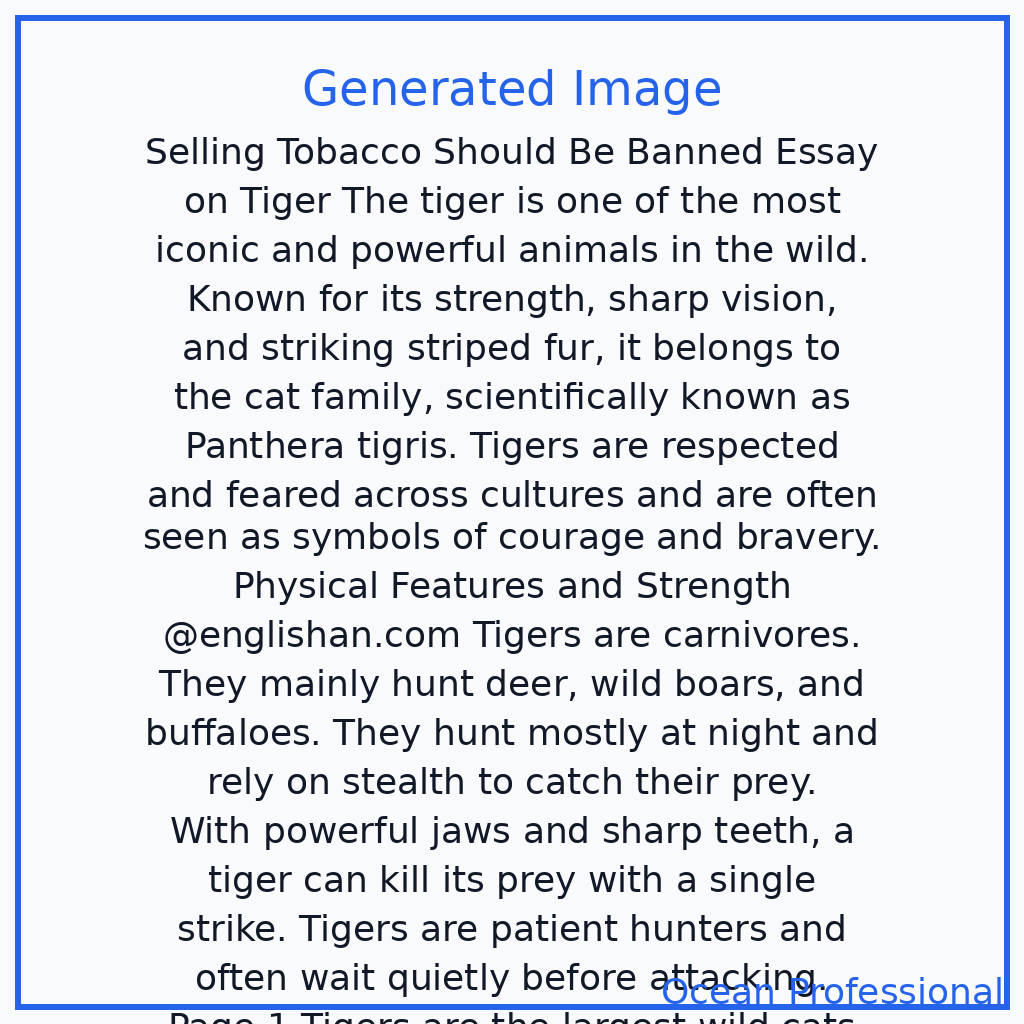 Generated Image
Selling Tobacco Should Be Banned Essay
on Tiger The tiger is one of the most
iconic and powerful animals in the wild.
Known for its strength, sharp vision,
and striking striped fur, it belongs to
the cat family, scientifically known as
Panthera tigris. Tigers are respected
and feared across cultures and are often
seen as symbols of courage and bravery.
Physical Features and Strength
@englishan.com Tigers are carnivores.
They mainly hunt deer, wild boars, and
buffaloes. They hunt mostly at night and
rely on stealth to catch their prey.
With powerful jaws and sharp teeth, a
tiger can kill its prey with a single
strike. Tigers are patient hunters and
often wait quietly before attacking.
Ocean Professional
Page 1 Tigers are the largest wild cats